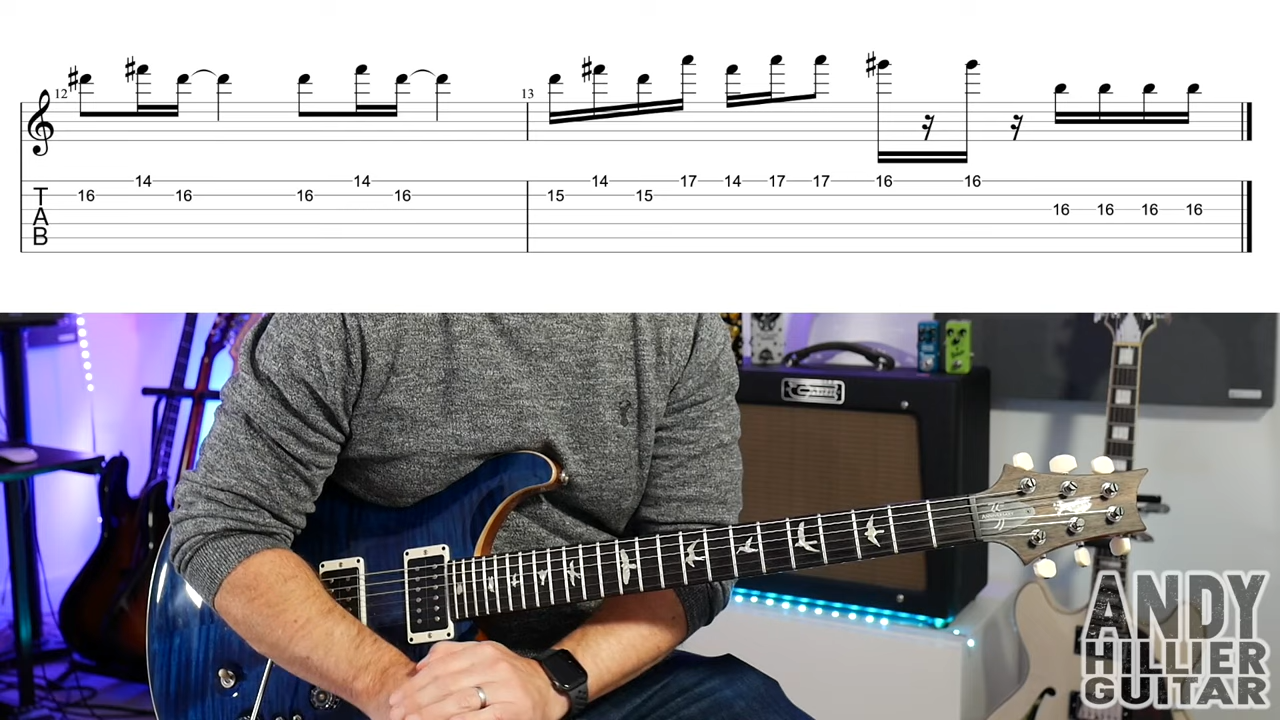 12
13
14 14 14 17 14 17 17 16 16
T 16 16 16 16 15 15
A 16 16 16 16
B
ANDY
HILLIER
GUITAR